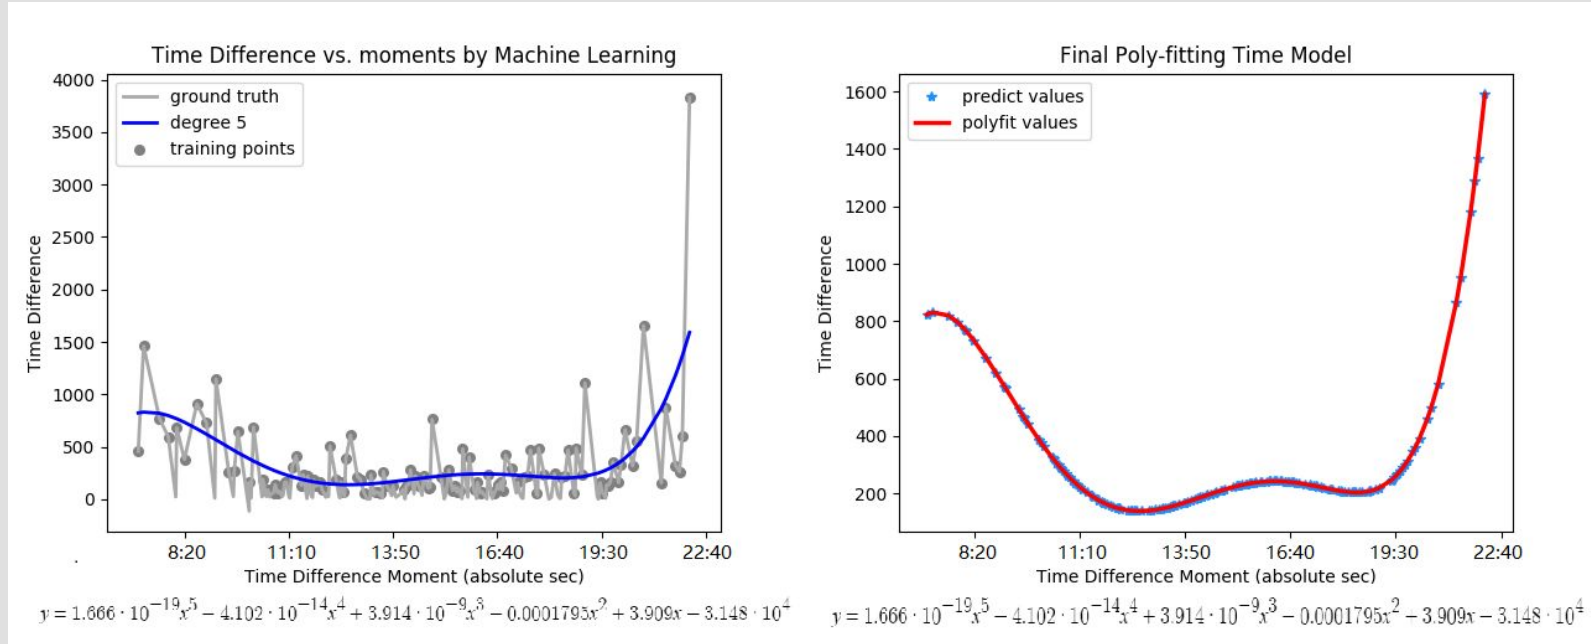 Time Difference vs. moments by Machine Learning
4000
3500
3000
2500
2000
1500
1000
500
0
Time Difference
ground truth
degree 5
training points
8:20 11:10 13:50 16:40 19:30 22:40
Time Difference Moment (absolute sec)
y = 1.666 · 10^−19x^5 − 4.102 · 10^−14x^4 + 3.914 · 10^−9x^3 − 0.0001795x^2 + 3.909x − 3.148 · 10^4
Final Poly-fitting Time Model
1600
1400
1200
1000
800
600
400
200
Time Difference
predict values
polyfit values
8:20 11:10 13:50 16:40 19:30 22:40
Time Difference Moment (absolute sec)
y = 1.666 · 10^−19x^5 − 4.102 · 10^−14x^4 + 3.914 · 10^−9x^3 − 0.0001795x^2 + 3.909x − 3.148 · 10^4